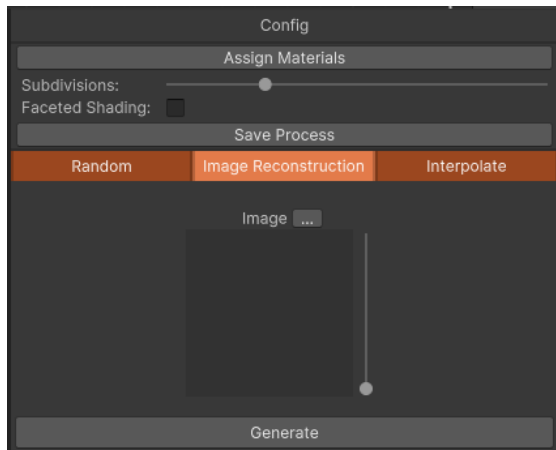 Config
Assign Materials
Subdivisions:
Faceted Shading:
Save Process
Random Image Reconstruction Interpolate
Image ...
Generate